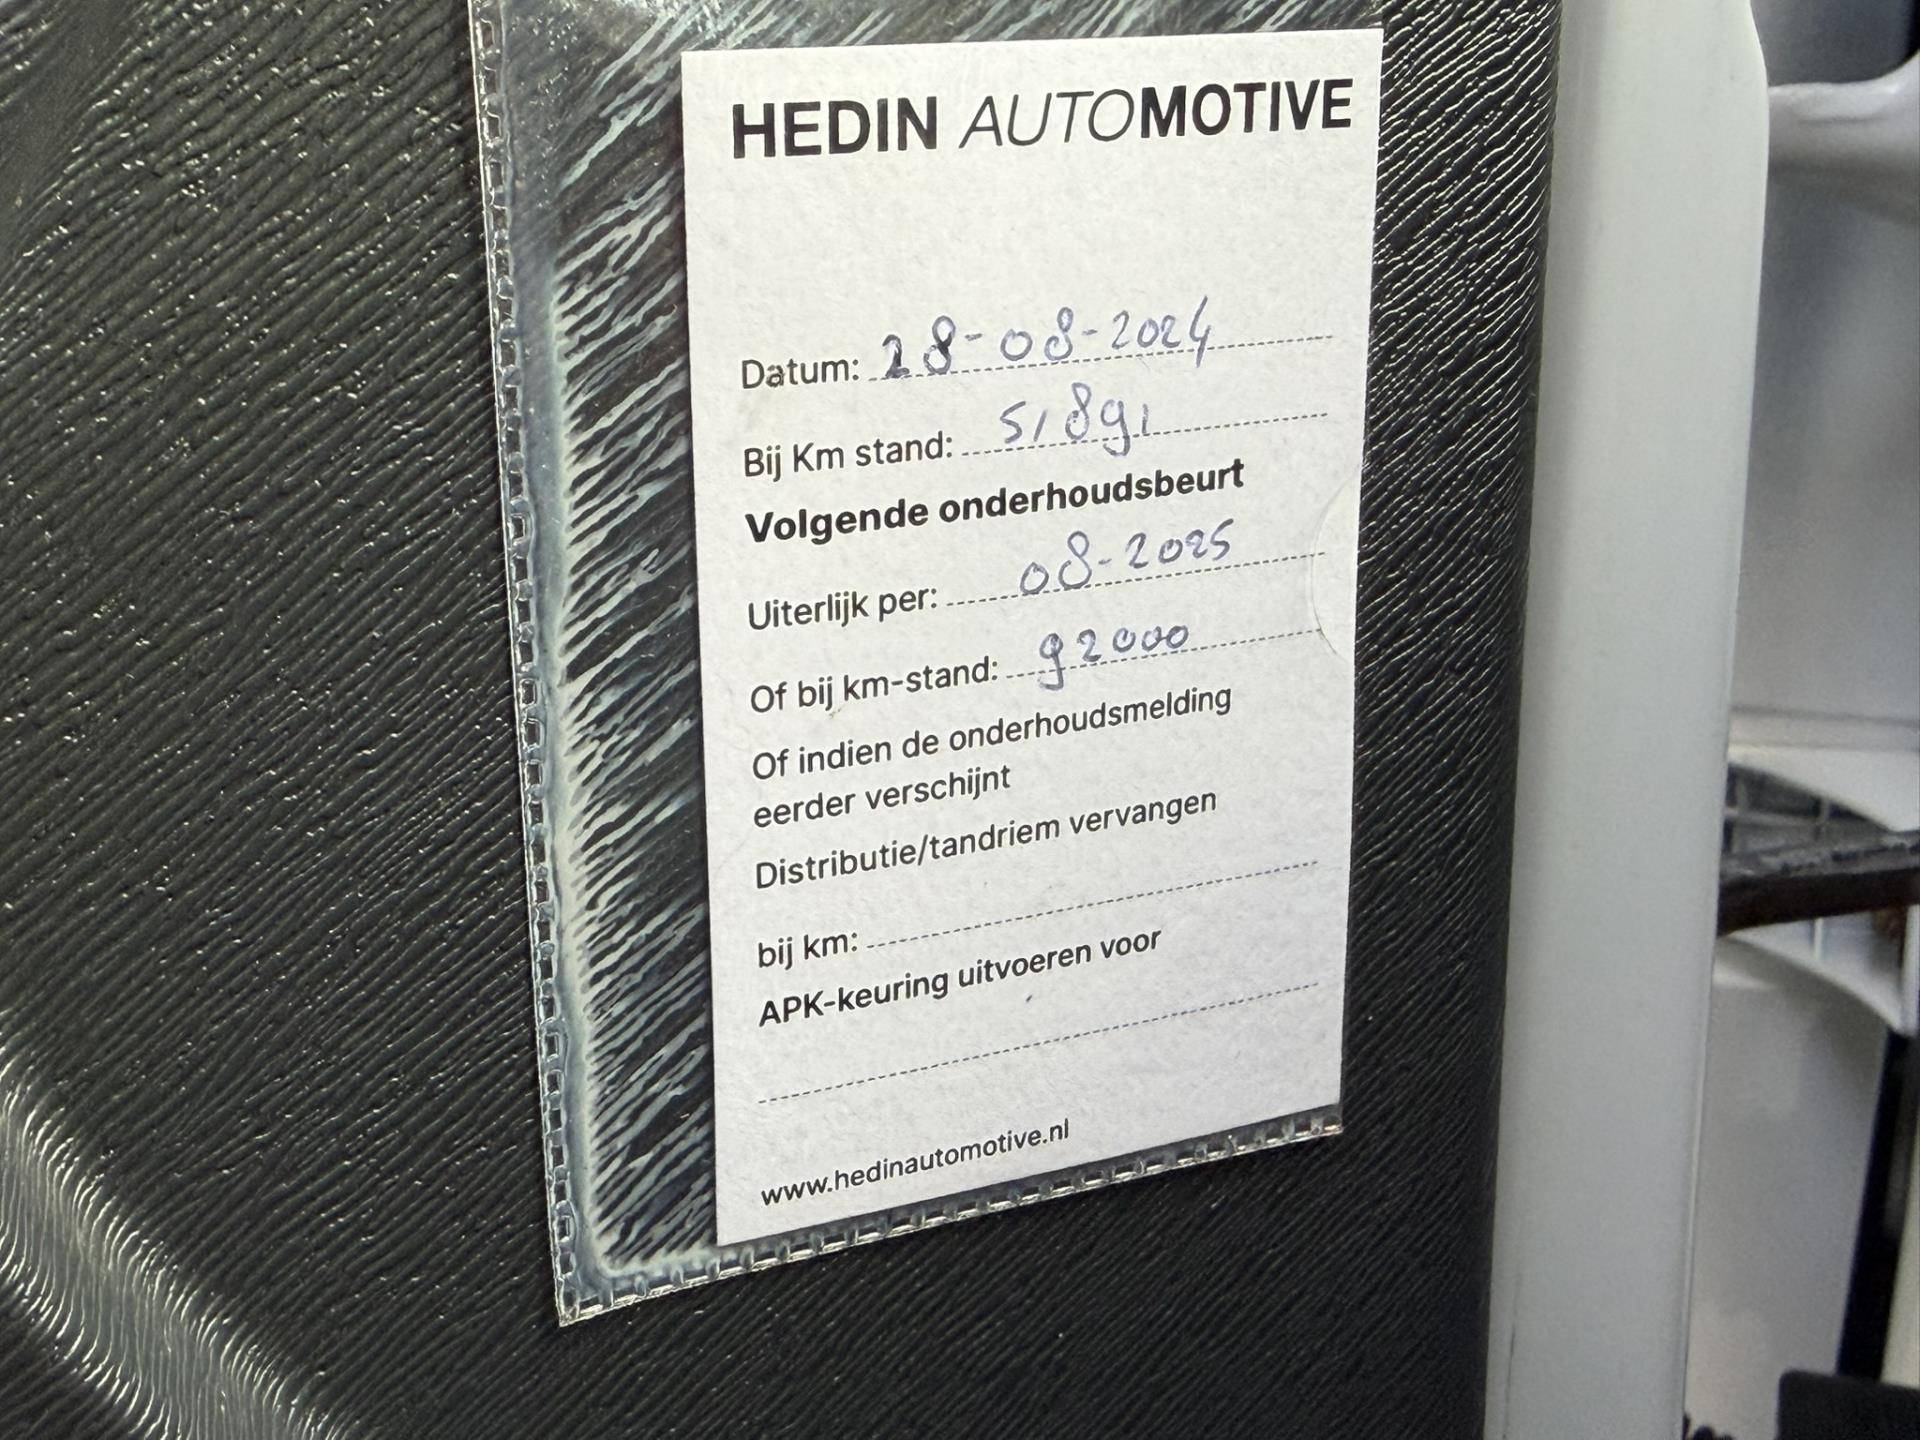 HEDIN AUTOMOTIVE
Datum: 28-08-2024
Bij Km stand: 51891
Volgende onderhoudsbeurt
Uiterlijk per: 08-2025
Of bij km-stand: 92000
Of indien de onderhoudsmelding
eerder verschijnt
Distributie/tandriem vervangen
bij km:
APK-keuring uitvoeren voor
www.hedinautomotive.nl